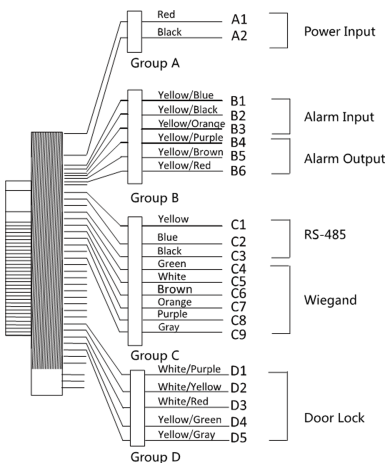 Red A1
Black A2
Power Input
Group A
Yellow/Blue B1
Yellow/Black B2
Yellow/Orange B3
Alarm Input
Yellow/Purple B4
Yellow/Brown B5
Yellow/Red B6
Alarm Output
Group B
Yellow C1
Blue C2
Black C3
RS-485
Green C4
White C5
Brown C6
Orange C7
Purple C8
Gray C9
Wiegand
Group C
White/Purple D1
White/Yellow D2
White/Red D3
Yellow/Green D4
Yellow/Gray D5
Door Lock
Group D